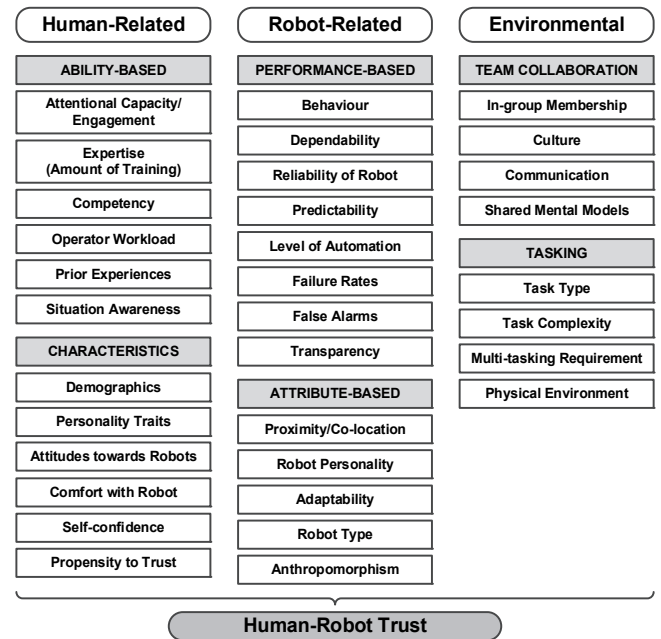 Human-Related
ABILITY-BASED
Attentional Capacity/
Engagement
Expertise
(Amount of Training)
Competency
Operator Workload
Prior Experiences
Situation Awareness
CHARACTERISTICS
Demographics
Personality Traits
Attitudes towards Robots
Comfort with Robot
Self-confidence
Propensity to Trust
Robot-Related
PERFORMANCE-BASED
Behaviour
Dependability
Reliability of Robot
Predictability
Level of Automation
Failure Rates
False Alarms
Transparency
ATTRIBUTE-BASED
Proximity/Co-location
Robot Personality
Adaptability
Robot Type
Anthropomorphism
Environmental
TEAM COLLABORATION
In-group Membership
Culture
Communication
Shared Mental Models
TASKING
Task Type
Task Complexity
Multi-tasking Requirement
Physical Environment
Human-Robot Trust